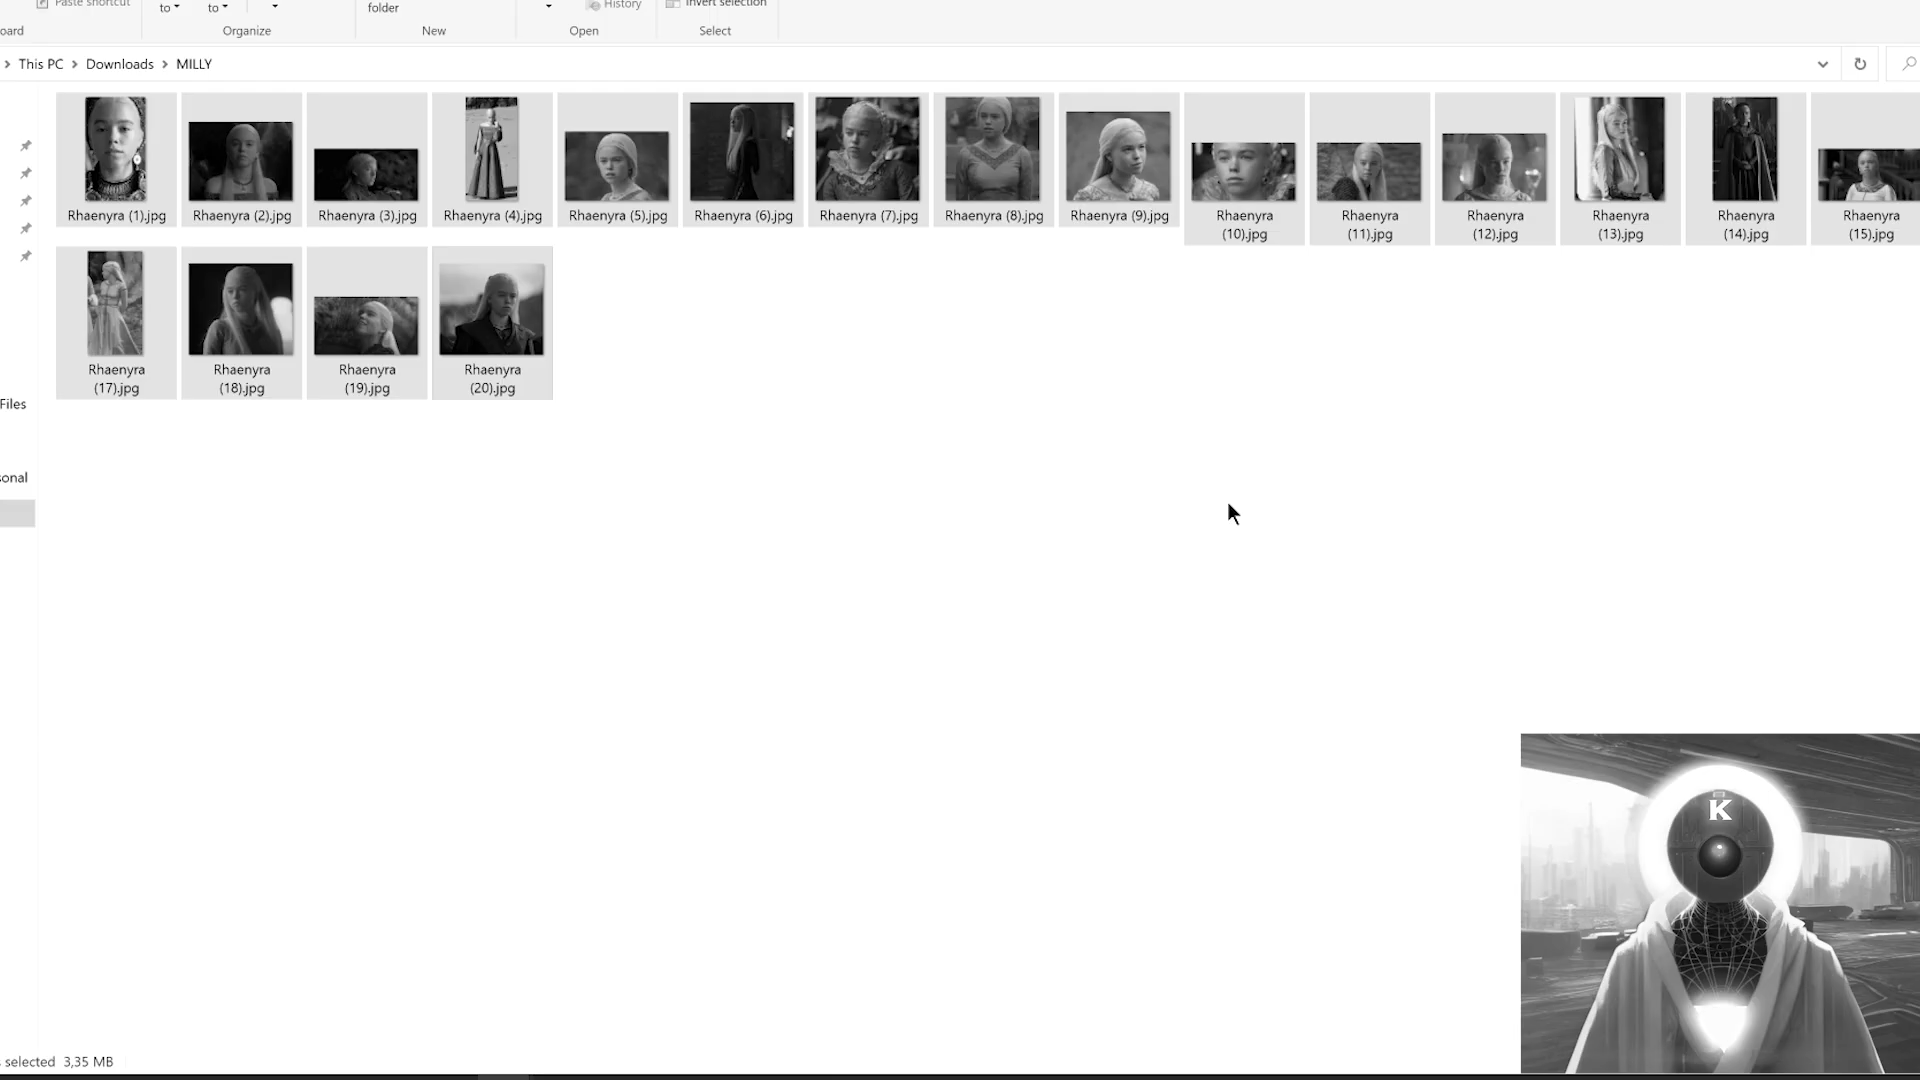 Paste shortcut
to
to
folder
History
Invert selection
oard
Organize
New
Open
Select
This PC
Downloads
MILLY
Rhaenyra (1).jpg
Rhaenyra (2).jpg
Rhaenyra (3).jpg
Rhaenyra (4).jpg
Rhaenyra (5).jpg
Rhaenyra (6).jpg
Rhaenyra (7).jpg
Rhaenyra (8).jpg
Rhaenyra (9).jpg
Rhaenyra
(10).jpg
Rhaenyra
(11).jpg
Rhaenyra
(12).jpg
Rhaenyra
(13).jpg
Rhaenyra
(14).jpg
Rhaenyra
(15).jpg
Rhaenyra
(17).jpg
Rhaenyra
(18).jpg
Rhaenyra
(19).jpg
Rhaenyra
(20).jpg
Files
sonal
K
selected 3,35 MB